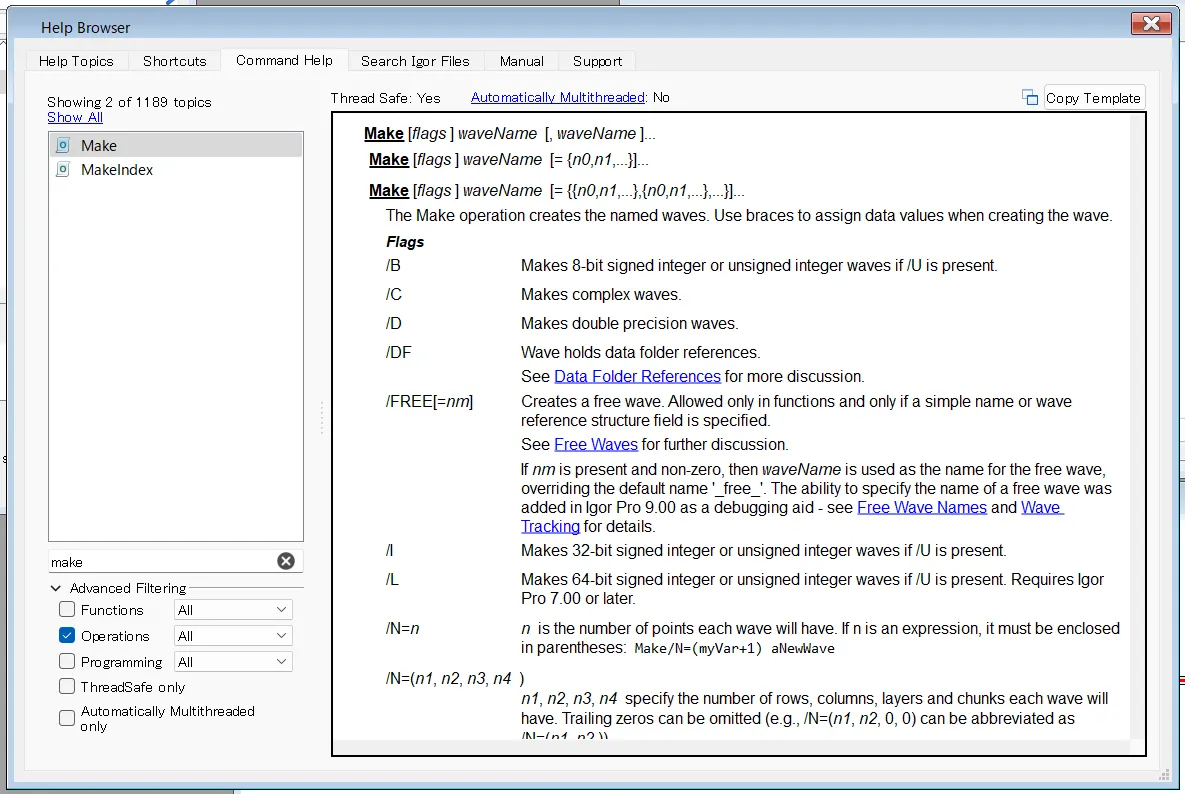 Help Browser
Help Topics
Shortcuts
Command Help
Search Igor Files
Manual
Support
Showing 2 of 1189 topics
Show All
Make
MakeIndex
make
Advanced Filtering
Functions All
Operations All
Programming All
ThreadSafe only
Automatically Multithreaded
only
Thread Safe: Yes Automatically Multithreaded: No
Copy Template
Make [flags ] waveName [, waveName ]...
Make [flags ] waveName [= {n0,n1,...}]...
Make [flags ] waveName [= {{n0,n1,...},{n0,n1,...},...}]...
The Make operation creates the named waves. Use braces to assign data values when creating the wave.
Flags
/B Makes 8-bit signed integer or unsigned integer waves if /U is present.
/C Makes complex waves.
/D Makes double precision waves.
/DF Wave holds data folder references.
See Data Folder References for more discussion.
/FREE[=nm] Creates a free wave. Allowed only in functions and only if a simple name or wave
reference structure field is specified.
See Free Waves for further discussion.
If nm is present and non-zero, then waveName is used as the name for the free wave,
overriding the default name '_free_'. The ability to specify the name of a free wave was
added in Igor Pro 9.00 as a debugging aid - see Free Wave Names and Wave
Tracking for details.
/I Makes 32-bit signed integer or unsigned integer waves if /U is present.
/L Makes 64-bit signed integer or unsigned integer waves if /U is present. Requires Igor
Pro 7.00 or later.
/N=n n is the number of points each wave will have. If n is an expression, it must be enclosed
in parentheses: Make/N=(myVar+1) aNewWave
/N=(n1, n2, n3, n4 )
n1, n2, n3, n4 specify the number of rows, columns, layers and chunks each wave will
have. Trailing zeros can be omitted (e.g., /N=(n1, n2, 0, 0) can be abbreviated as
/N=(n1, n2 )).